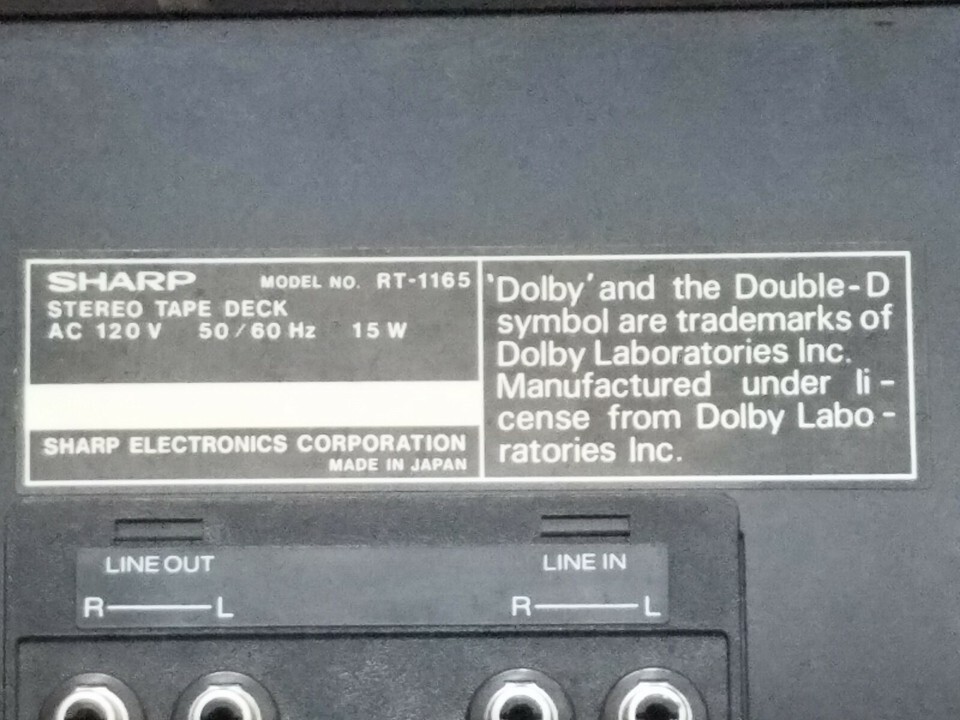 SHARP MODEL NO. RT-1165
STEREO TAPE DECK
AC 120 V 50/60 Hz 15 W
SHARP ELECTRONICS CORPORATION
MADE IN JAPAN
'Dolby' and the Double-D
symbol are trademarks of
Dolby Laboratories Inc.
Manufactured under li-
cense from Dolby Labo-
ratories Inc.
LINE OUT
R L
LINE IN
R L